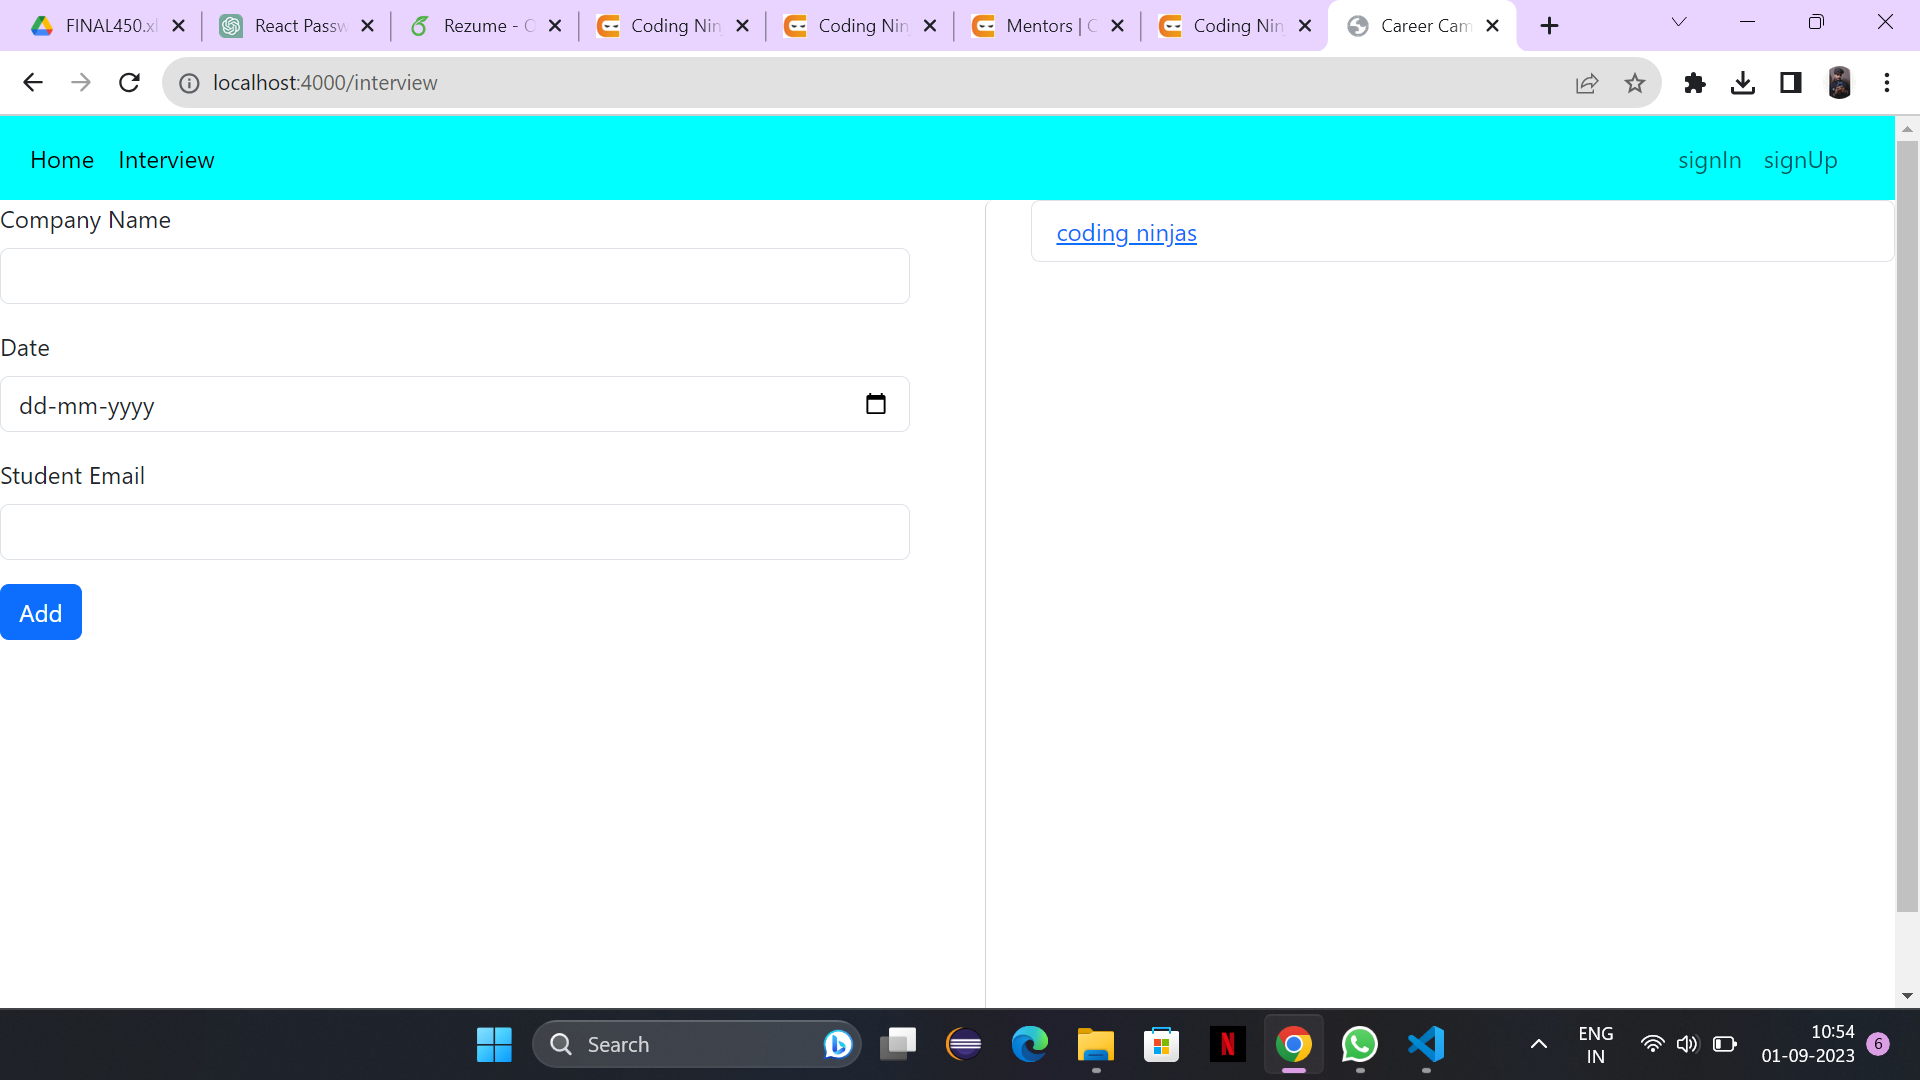 FINAL450.xl
React Passw
Rezume - O
Coding Nin
Coding Nin
Mentors | C
Coding Nin
Career Cam
localhost:4000/interview
Home Interview signIn signUp
Company Name
coding ninjas
Date
dd-mm-yyyy
Student Email
Add
Search
N
ENG
IN
10:54
01-09-2023
6